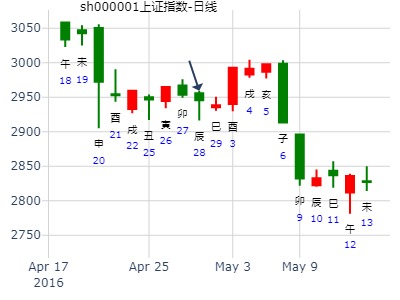 sh000001上证指数-日线
3050
3000
2950
2900
2850
2800
2750
午
18
未
19
申
20
酉
21
戌
22
丑
25
寅
26
卯
27
辰
28
巳
29
酉
3
戌
4
亥
5
子
6
卯
9
辰
10
巳
11
午
12
未
13
Apr 17
2016
Apr 25
May 3
May 9